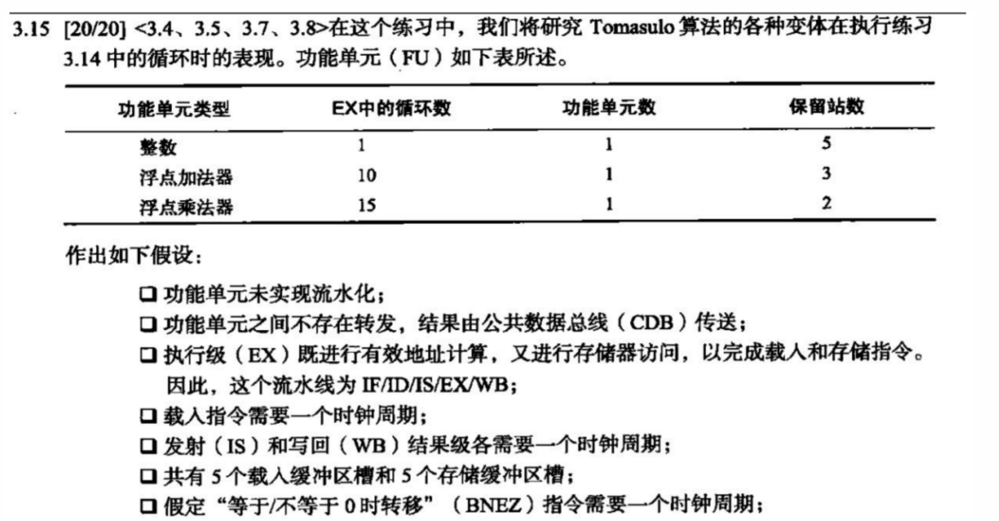 3.15 [20/20] <3.4、3.5、3.7、3.8>在这个练习中，我们将研究 Tomasulo 算法的各种变体在执行练习
3.14 中的循环时的表现。功能单元（FU）如下表所述。
功能单元类型 EX中的循环数 功能单元数 保留站数
整数 1 1 5
浮点加法器 10 1 3
浮点乘法器 15 1 2
作出如下假设：
❑ 功能单元未实现流水化；
❑ 功能单元之间不存在转发，结果由公共数据总线（CDB）传送；
❑ 执行级（EX）既进行有效地址计算，又进行存储器访问，以完成载入和存储指令。
因此，这个流水线为 IF/ID/IS/EX/WB；
❑ 载入指令需要一个时钟周期；
❑ 发射（IS）和写回（WB）结果级各需要一个时钟周期；
❑ 共有 5 个载入缓冲区槽和 5 个存储缓冲区槽；
❑ 假定“等于/不等于 0 时转移”（BNEZ）指令需要一个时钟周期；